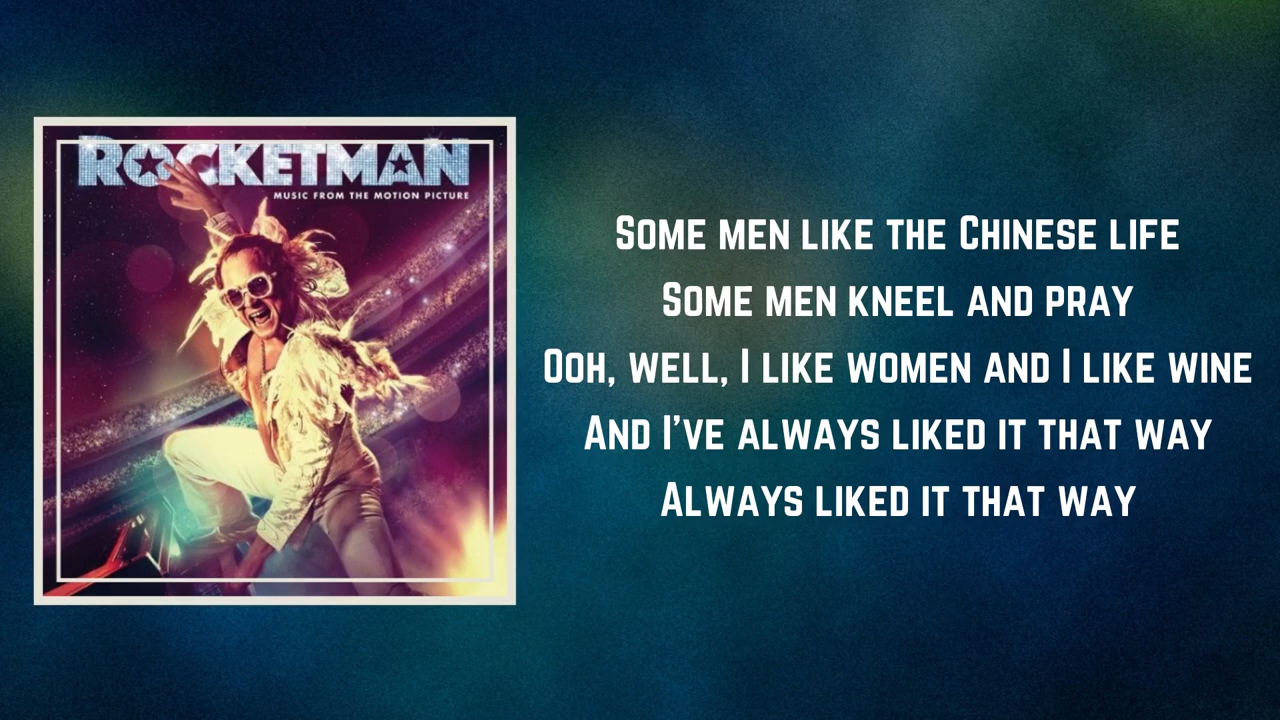 ROCKETMAN
MUSIC FROM THE MOTION PICTURE
Some men like the Chinese life
Some men kneel and pray
Ooh, well, I like women and I like wine
And I've always liked it that way
Always liked it that way